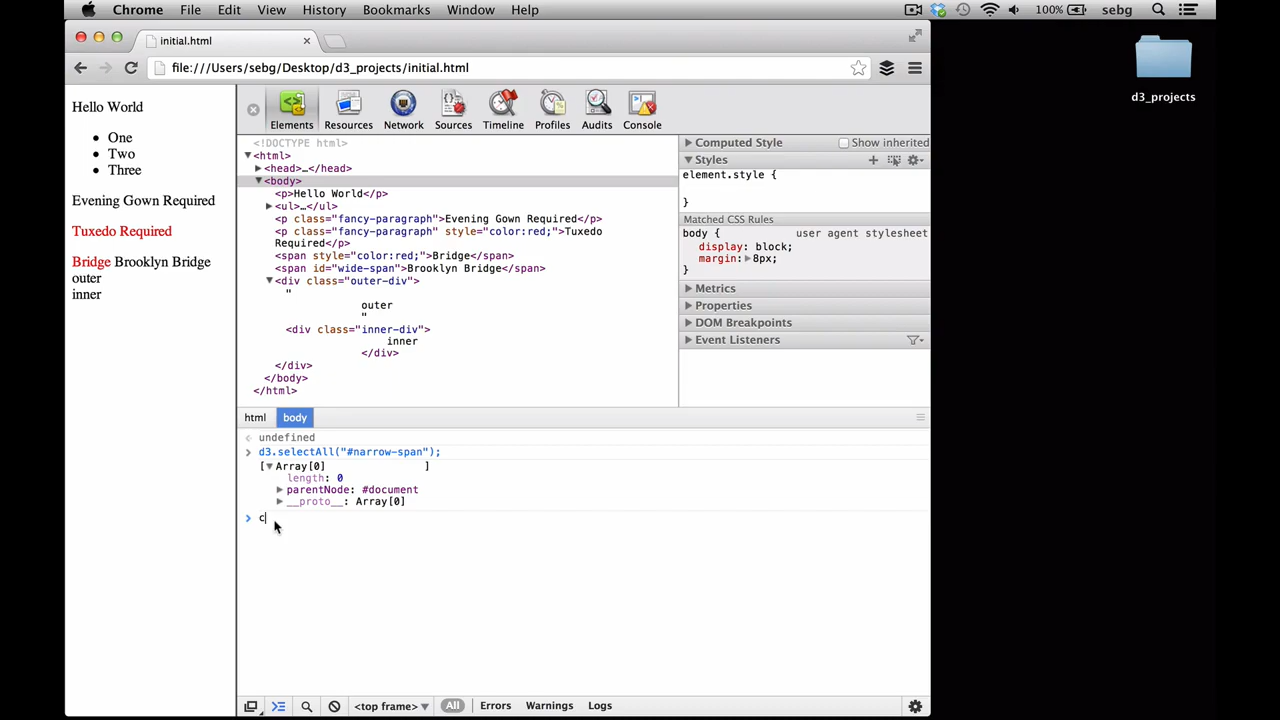 Chrome File Edit View History Bookmarks Window Help 100% sebg
initial.html
file:///Users/sebg/Desktop/d3_projects/initial.html
d3_projects
Hello World
One
Two
Three
Evening Gown Required
Tuxedo Required
Bridge Brooklyn Bridge
outer
inner
Elements Resources Network Sources Timeline Profiles Audits Console
<!DOCTYPE html>
<html>
<head>…</head>
<body>
<p>Hello World</p>
<ul>…</ul>
<p class="fancy-paragraph">Evening Gown Required</p>
<p class="fancy-paragraph" style="color:red;">Tuxedo
Required</p>
<span style="color:red;">Bridge</span>
<span id="wide-span">Brooklyn Bridge</span>
<div class="outer-div">
"
outer
"
<div class="inner-div">
inner
</div>
</div>
</body>
</html>
Computed Style Show inherited
Styles
element.style {
}
Matched CSS Rules
body { user agent stylesheet
display: block;
margin: 8px;
}
Metrics
Properties
DOM Breakpoints
Event Listeners
html body
undefined
d3.selectAll("#narrow-span");
[ Array[0] ]
length: 0
parentNode: #document
__proto__: Array[0]
c
<top frame> All Errors Warnings Logs